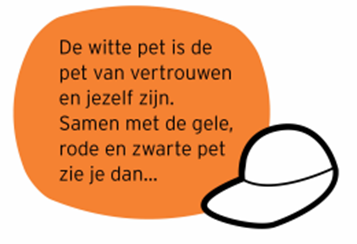 De witte pet is de
pet van vertrouwen
en jezelf zijn.
Samen met de gele,
rode en zwarte pet
zie je dan...